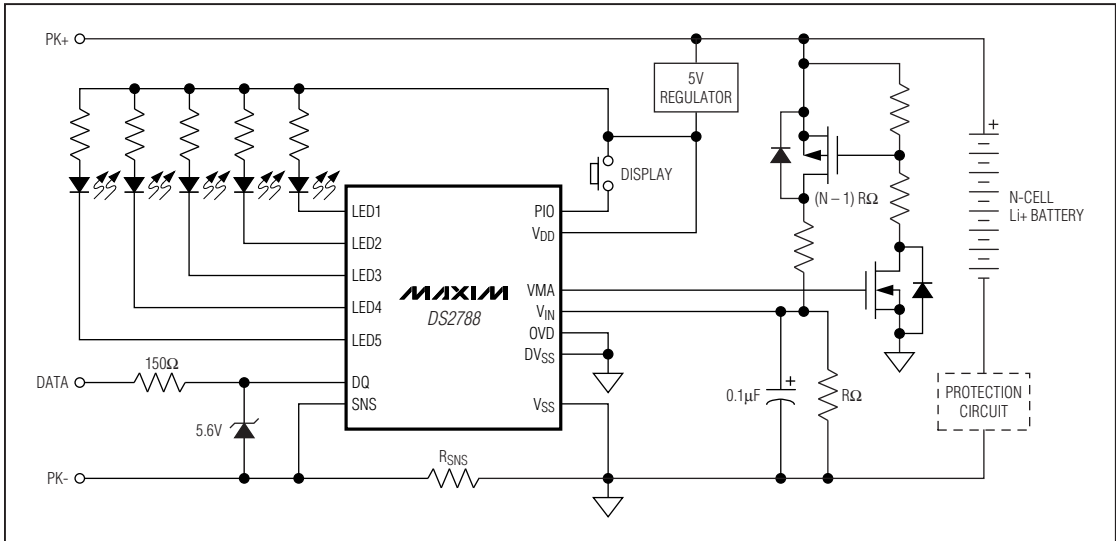 PK+
5V
REGULATOR
DISPLAY
(N – 1) RΩ
N-CELL
Li+ BATTERY
LED1
LED2
LED3
LED4
LED5
PIO
VDD
VMA
VIN
OVD
DVSS
VSS
MAXIM
DS2788
DATA
150Ω
DQ
SNS
5.6V
0.1µF
+
RΩ
+
PROTECTION
CIRCUIT
PK-
RSNS